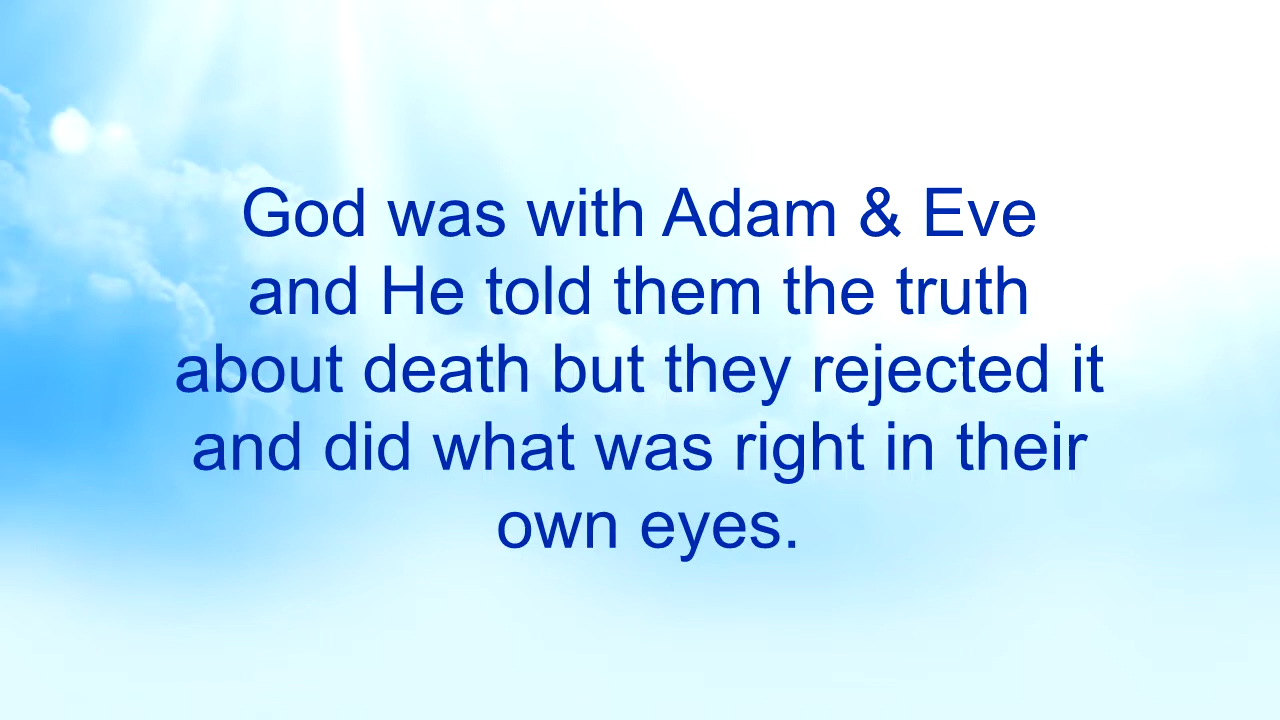 God was with Adam & Eve
and He told them the truth
about death but they rejected it
and did what was right in their
own eyes.